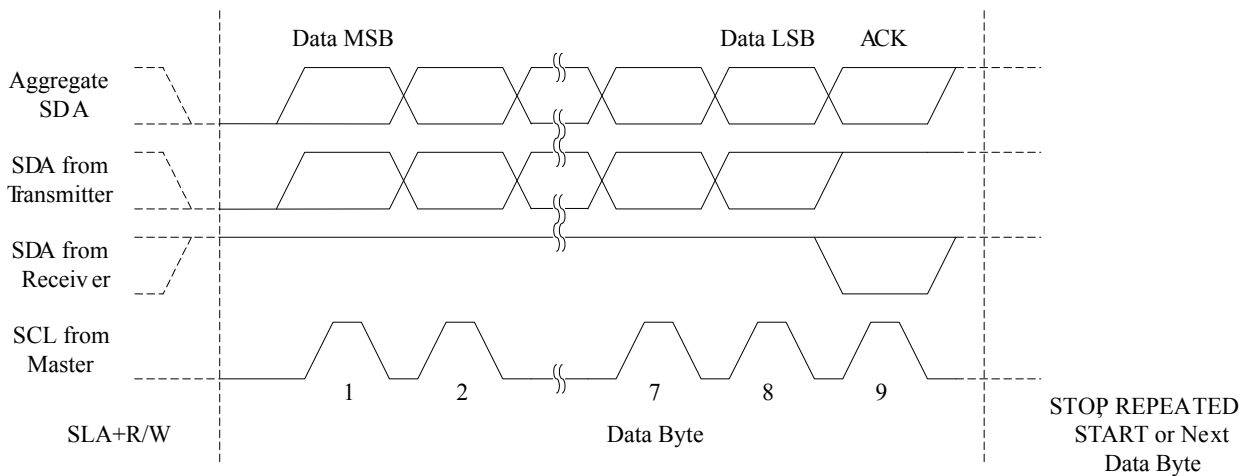 Data MSB
Data LSB
ACK
Aggregate
SDA
SDA from
Transmitter
SDA from
Receiver
SCL from
Master
1
2
7
8
9
SLA+R/W
Data Byte
STOP, REPEATED
START or Next
Data Byte